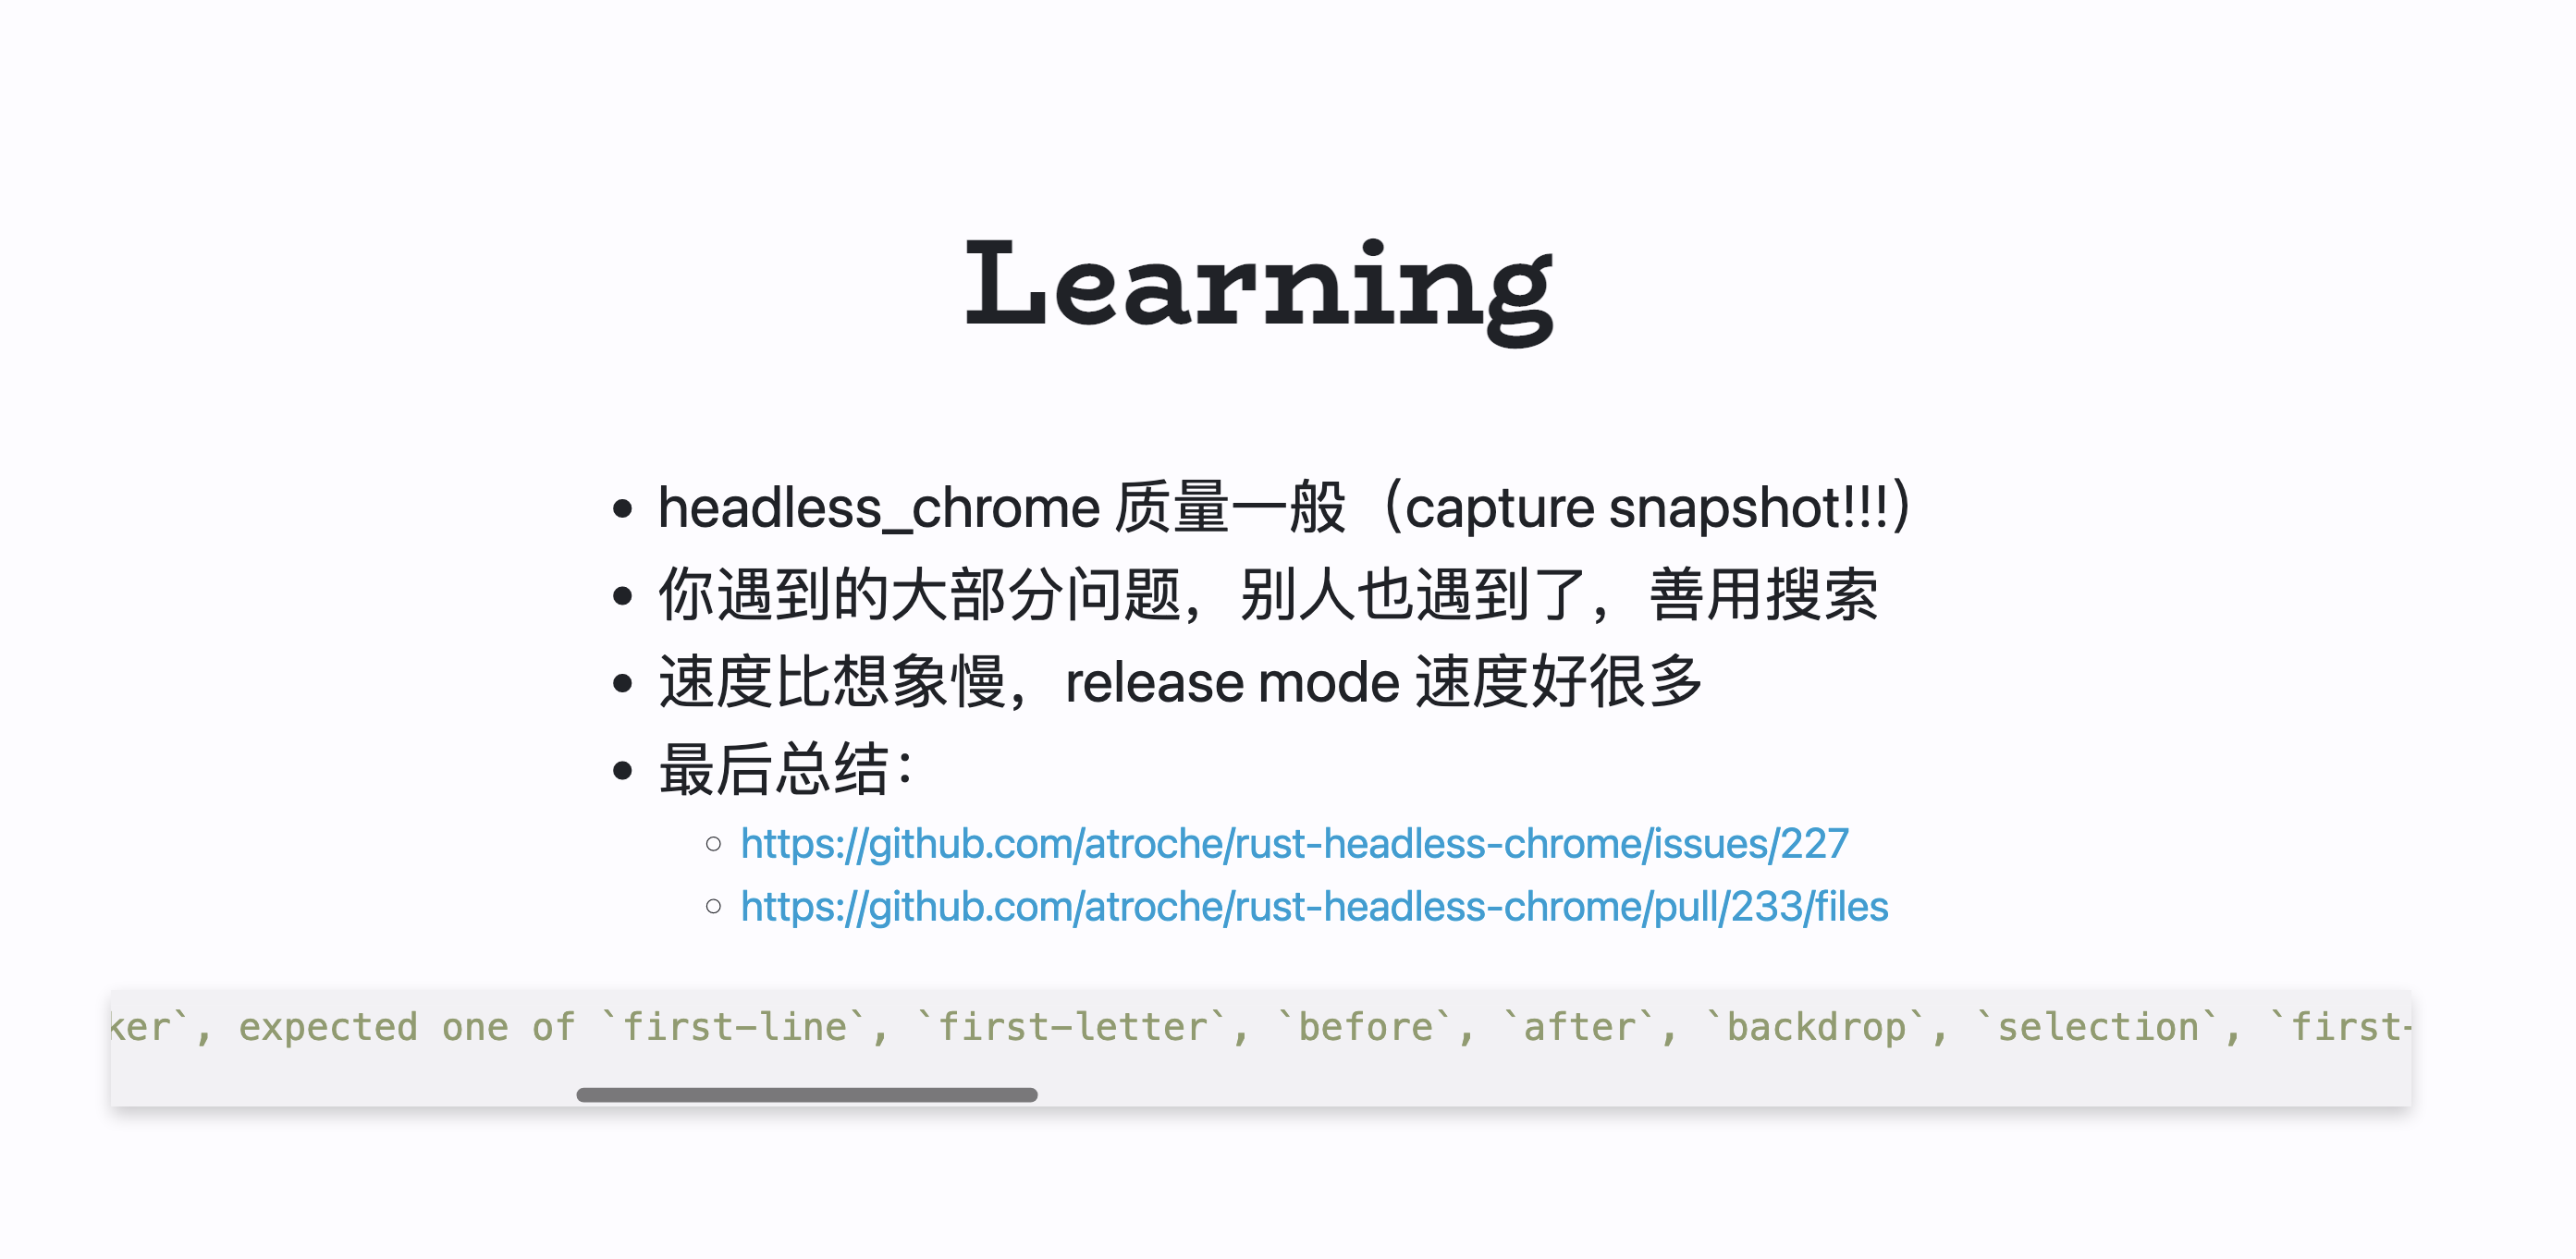 Learning
headless_chrome 质量一般（capture snapshot!!!）
你遇到的大部分问题，别人也遇到了，善用搜索
速度比想象慢，release mode 速度好很多
最后总结：
https://github.com/atroche/rust-headless-chrome/issues/227
https://github.com/atroche/rust-headless-chrome/pull/233/files
ker`, expected one of `first-line`, `first-letter`, `before`, `after`, `backdrop`, `selection`, `first-